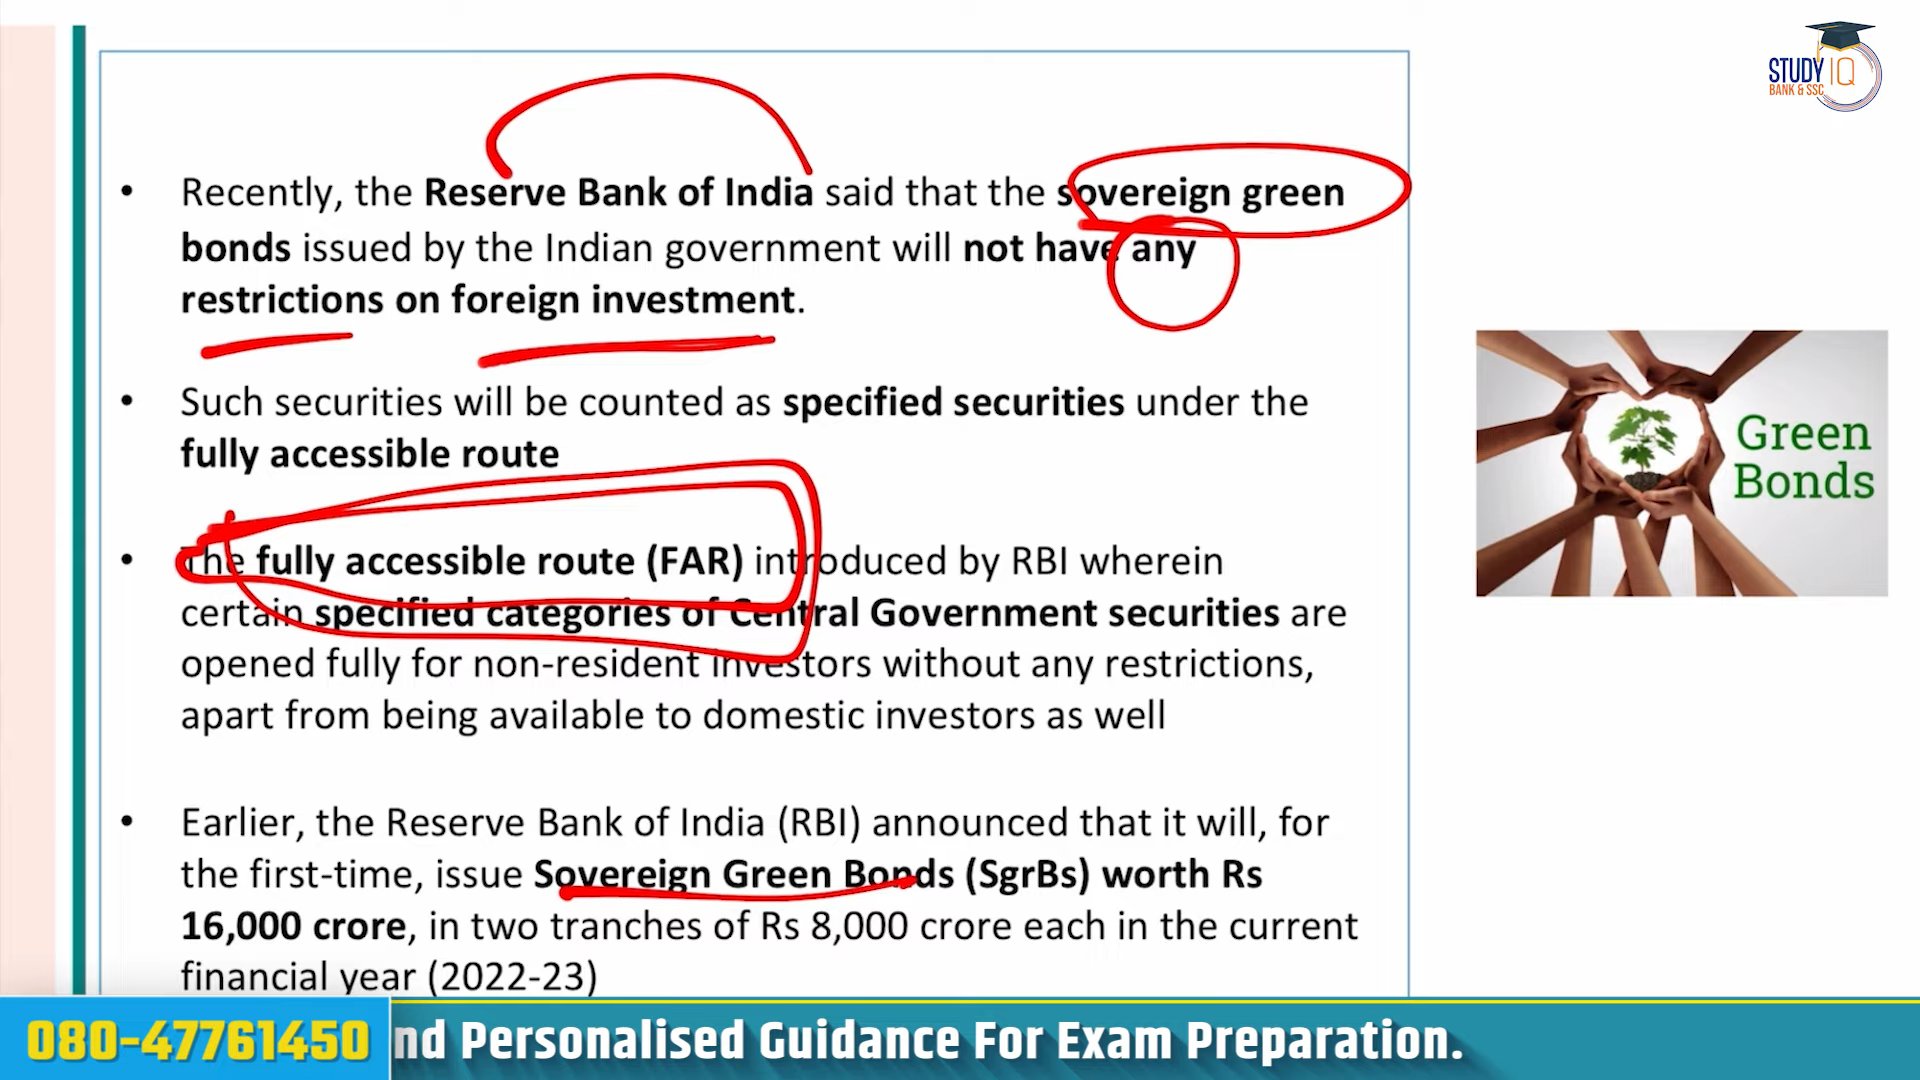 STUDY IQ
BANK & SSC
• Recently, the Reserve Bank of India said that the sovereign green
bonds issued by the Indian government will not have any
restrictions on foreign investment.
• Such securities will be counted as specified securities under the
fully accessible route
• The fully accessible route (FAR) introduced by RBI wherein
certain specified categories of Central Government securities are
opened fully for non-resident investors without any restrictions,
apart from being available to domestic investors as well
• Earlier, the Reserve Bank of India (RBI) announced that it will, for
the first-time, issue Sovereign Green Bonds (SgrBs) worth Rs
16,000 crore, in two tranches of Rs 8,000 crore each in the current
financial year (2022-23)
Green
Bonds
080-47761450 nd Personalised Guidance For Exam Preparation.